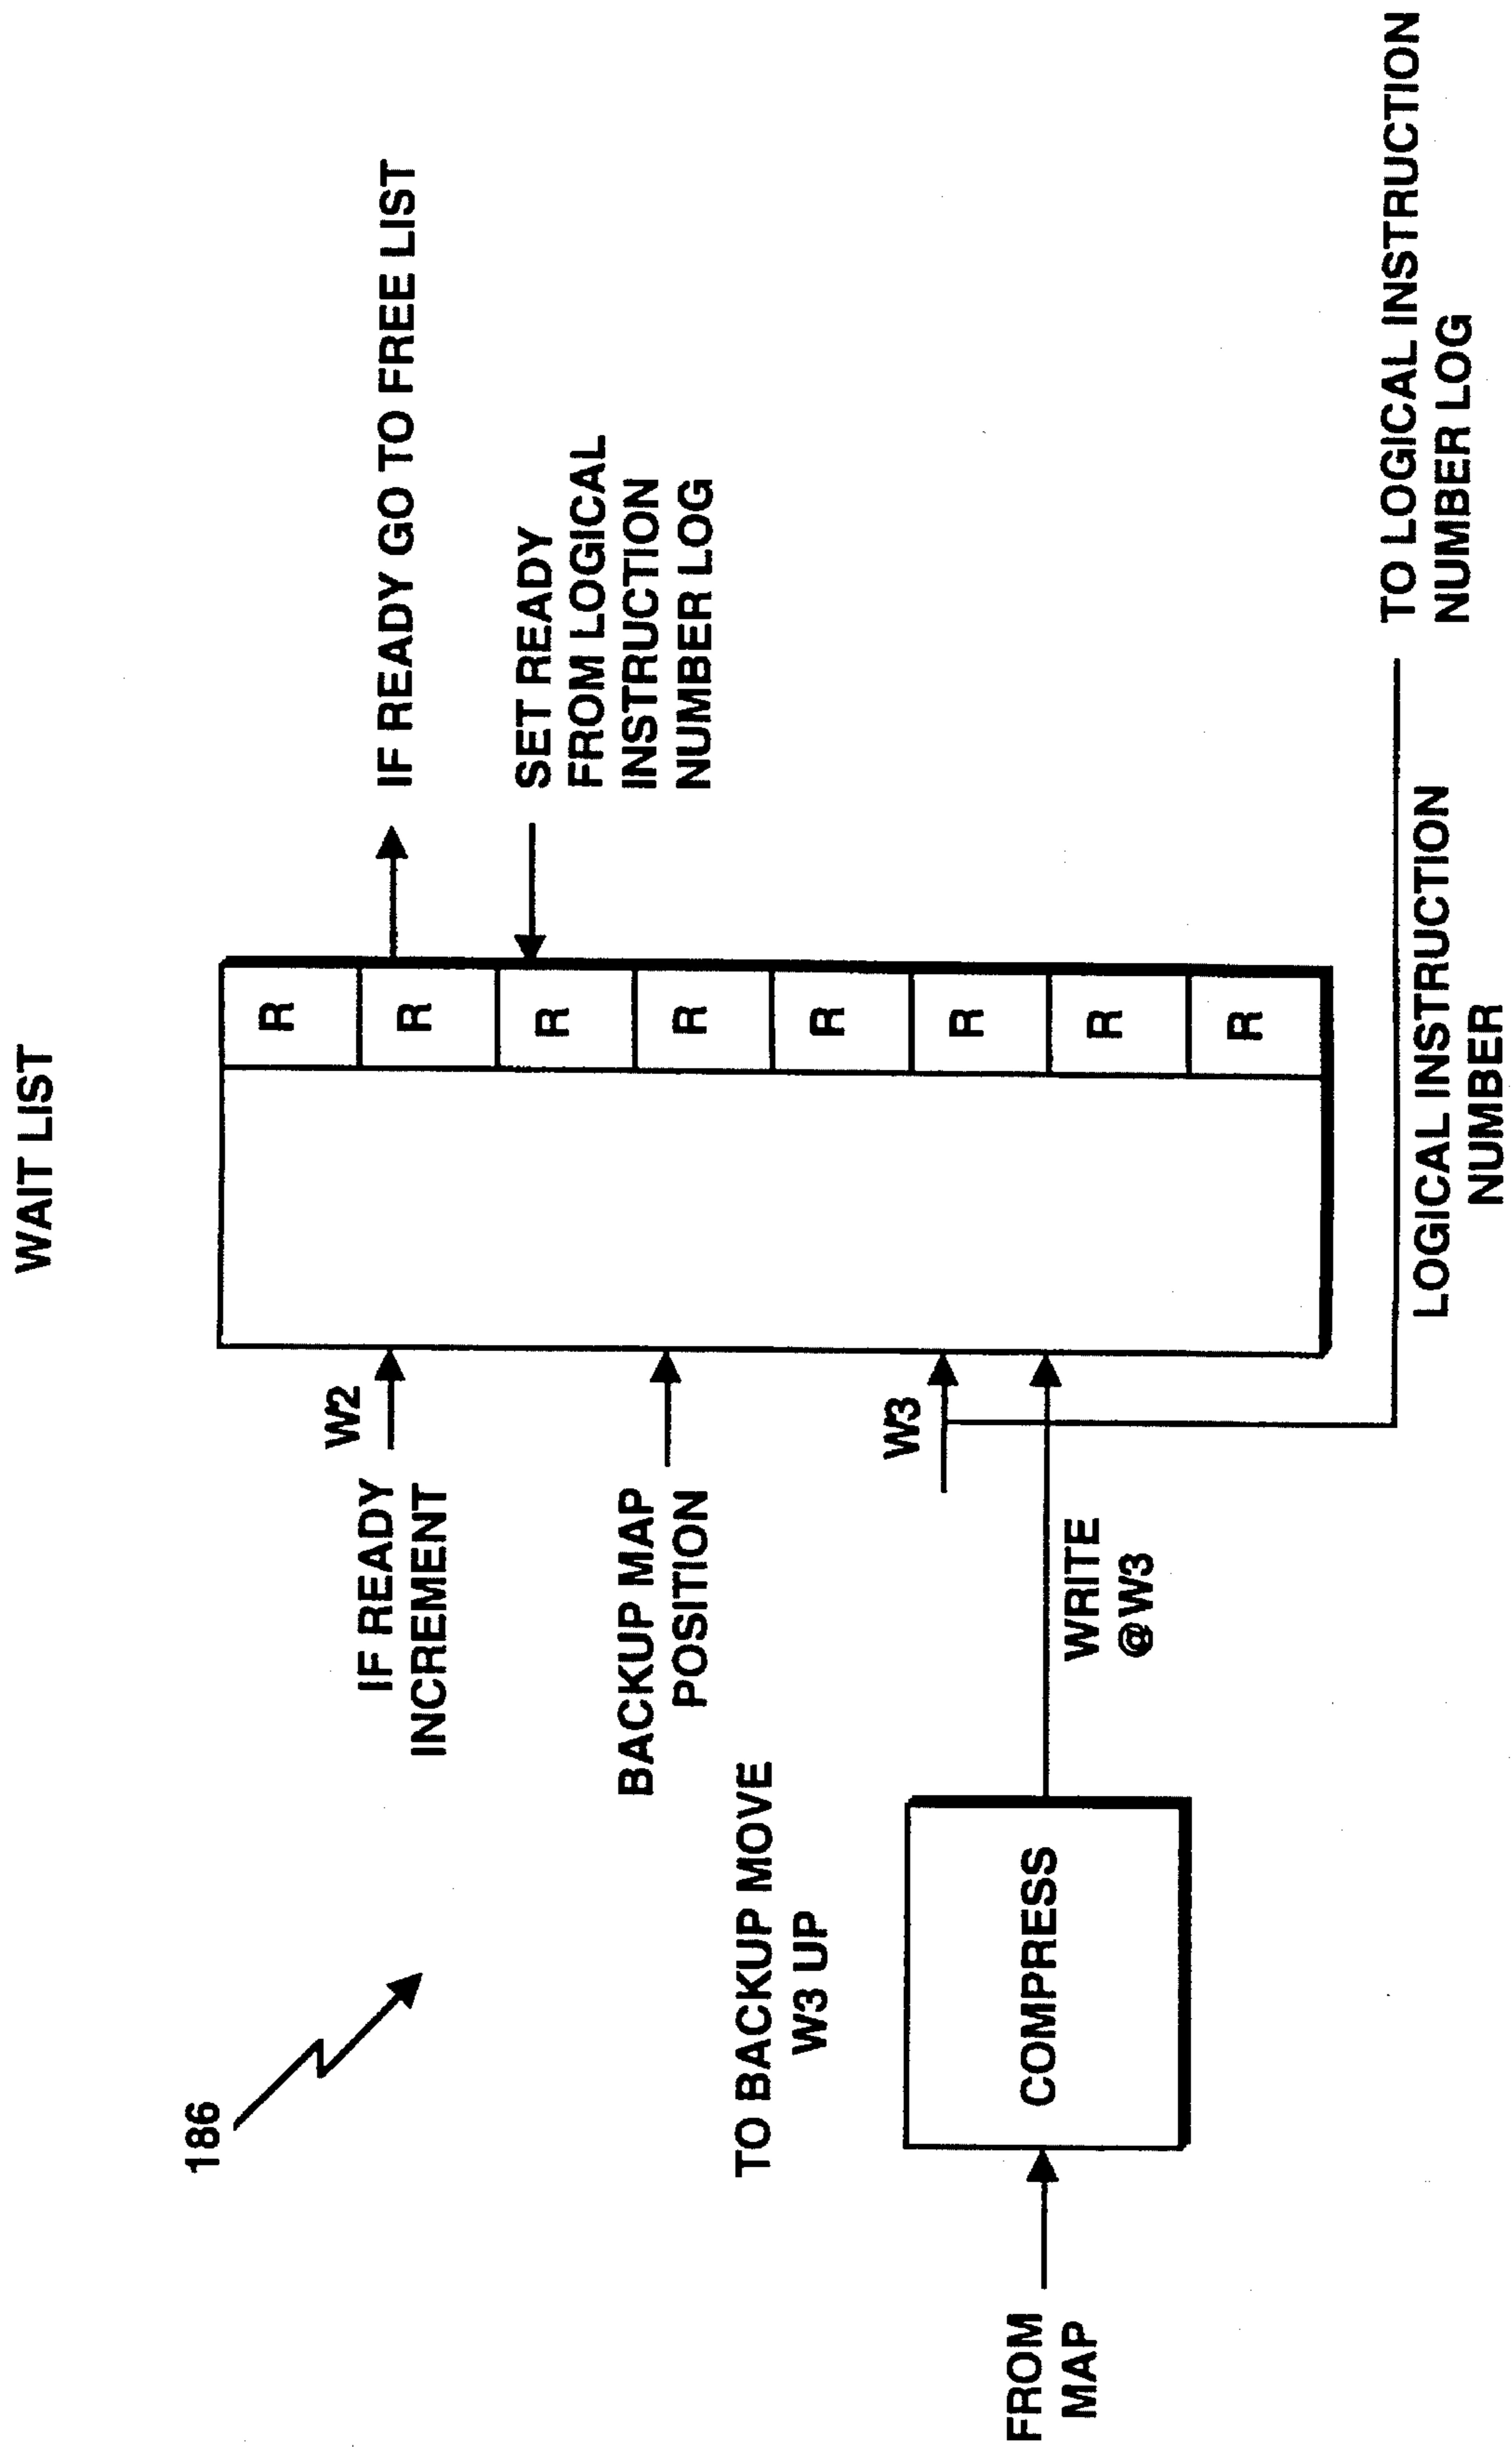 WAIT LIST
186
W2
IF READY
INCREMENT
BACKUP MAP
POSITION
TO BACKUP MOVE
W3 UP
W3
WRITE
@W3
FROM
MAP
COMPRESS
R
R
R
R
R
R
R
R
IF READY GO TO FREE LIST
SET READY
FROM LOGICAL
INSTRUCTION
NUMBER LOG
LOGICAL INSTRUCTION
NUMBER
TO LOGICAL INSTRUCTION
NUMBER LOG